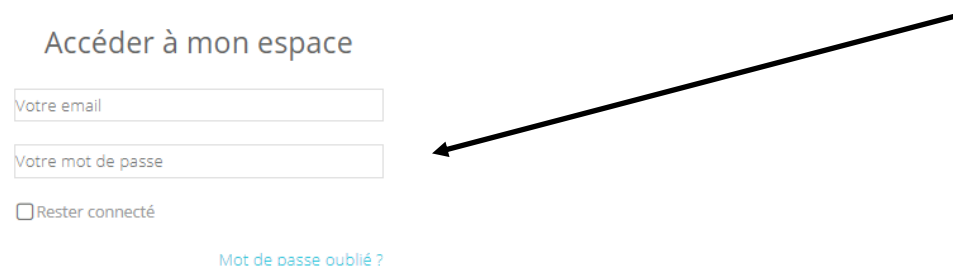 Accéder à mon espace
Votre email
Votre mot de passe
Rester connecté
Mot de passe oublié ?